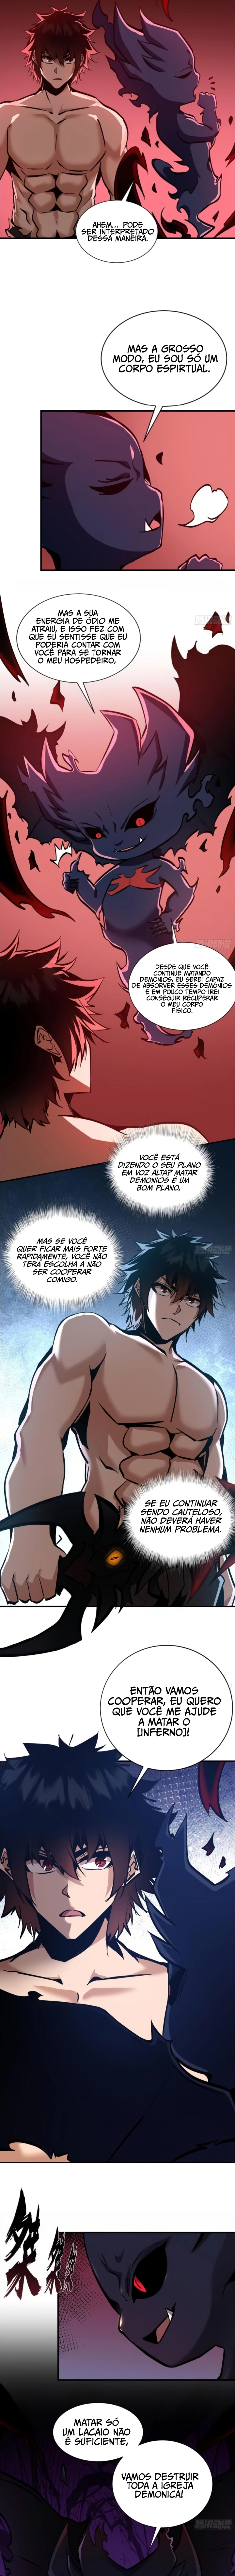 AHEM... PODE
SER INTERPRETADO
DESSA MANEIRA.
MAS A GROSSO
MODO, EU SOU SÓ UM
CORPO ESPIRTUAL.
MAS A SUA
ENERGIA DE ÓDIO ME
ATRAIU, E ISSO FEZ COM
QUE EU SENTISSE QUE EU
PODERIA CONTAR COM
VOCÊ PARA SE TORNAR
O MEU HOSPEDEIRO,
DESDE QUE VOCÊ
CONTINUE MATANDO
DEMONIOS, EU SEREI CAPAZ
DE ABSORVER ESSES DEMÔNIOS
E EM POUCO TEMPO IREI
CONSEGUIR RECUPERAR
O MEU CORPO
FISICO.
VOCÊ ESTÁ
DIZENDO O SEU PLANO
EM VOZ ALTA? MATAR
DEMÔNIOS É UM
BOM PLANO,
MAS SE VOCÊ
QUER FICAR MAIS FORTE
RAPIDAMENTE, VOCÊ NÃO
TERÁ ESCOLHA A NÃO
SER COOPERAR
COMIGO.
SE EU CONTINUAR
SENDO CAUTELOSO,
NÃO DEVERÁ HAVER
NENHUM PROBLEMA.
ENTÃO VAMOS
COOPERAR, EU QUERO
QUE VOCÊ ME AJUDE
A MATAR O
[INFERNO]!
桀桀
MATAR SÓ
UM LACAIO NÃO
É SUFICIENTE,
VAMOS DESTRUIR
TODA A IGREJA
DEMONICA!